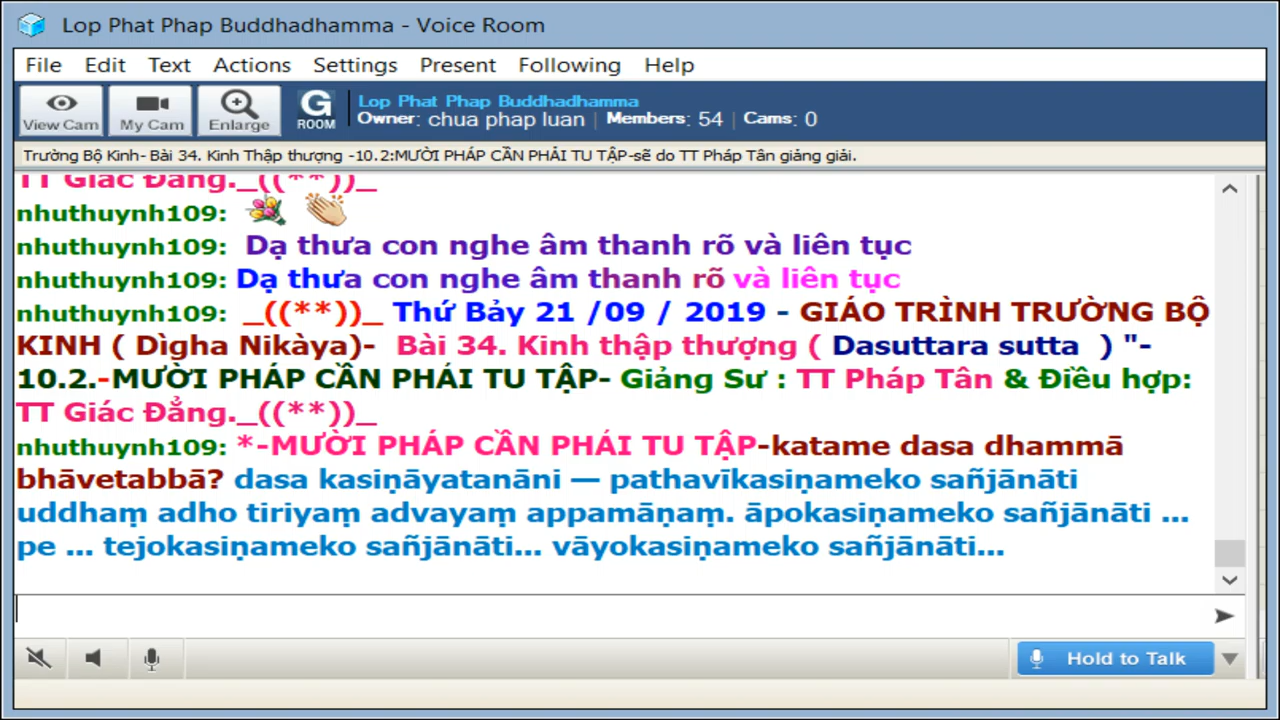 Lop Phat Phap Buddhadhamma - Voice Room
File Edit Text Actions Settings Present Following Help
View Cam My Cam Enlarge G ROOM
Lop Phat Phap Buddhadhamma
Owner: chua phap luan | Members: 54 | Cams: 0
Trường Bộ Kinh- Bài 34. Kinh Thập thượng -10.2:MƯỜI PHÁP CẦN PHẢI TU TẬP-sẽ do TT Pháp Tân giảng giải.
TT Giác Đẳng._((**))_
nhuthuynh109:
nhuthuynh109: Dạ thưa con nghe âm thanh rõ và liên tục
nhuthuynh109: Dạ thưa con nghe âm thanh rõ và liên tục
nhuthuynh109: _((**))_ Thứ Bảy 21 /09 / 2019 - GIÁO TRÌNH TRƯỜNG BỘ
KINH ( Dìgha Nikàya)- Bài 34. Kinh thập thượng ( Dasuttara sutta ) "-
10.2.-MƯỜI PHÁP CẦN PHÁI TU TẬP- Giảng Sư : TT Pháp Tân & Điều hợp:
TT Giác Đẳng._((**))_
nhuthuynh109: *-MƯỜI PHÁP CẦN PHÁI TU TẬP-katame dasa dhammā
bhāvetabbā? dasa kasiṇāyatanāni — pathavīkasiṇameko sañjānāti
uddhaṃ adho tiriyaṃ advayaṃ appamāṇaṃ. āpokasiṇameko sañjānāti ...
pe ... tejokasiṇameko sañjānāti... vāyokasiṇameko sañjānāti...
Hold to Talk